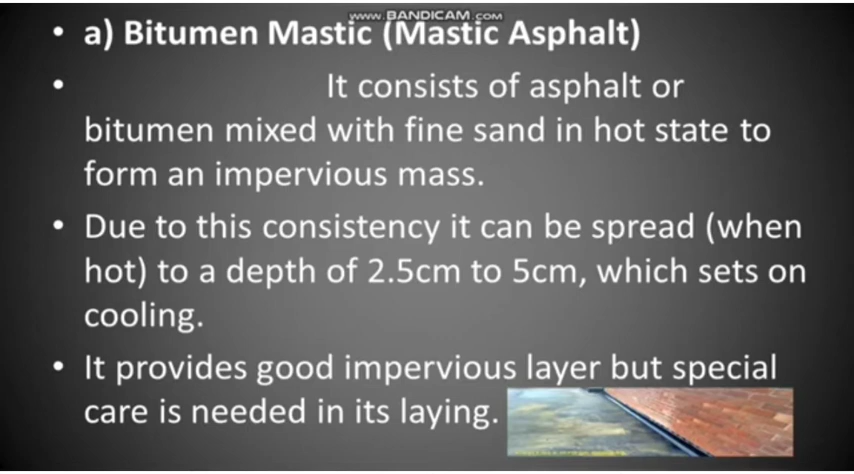 www.BANDICAM.com
• a) Bitumen Mastic (Mastic Asphalt)
• It consists of asphalt or
bitumen mixed with fine sand in hot state to
form an impervious mass.
• Due to this consistency it can be spread (when
hot) to a depth of 2.5cm to 5cm, which sets on
cooling.
• It provides good impervious layer but special
care is needed in its laying.